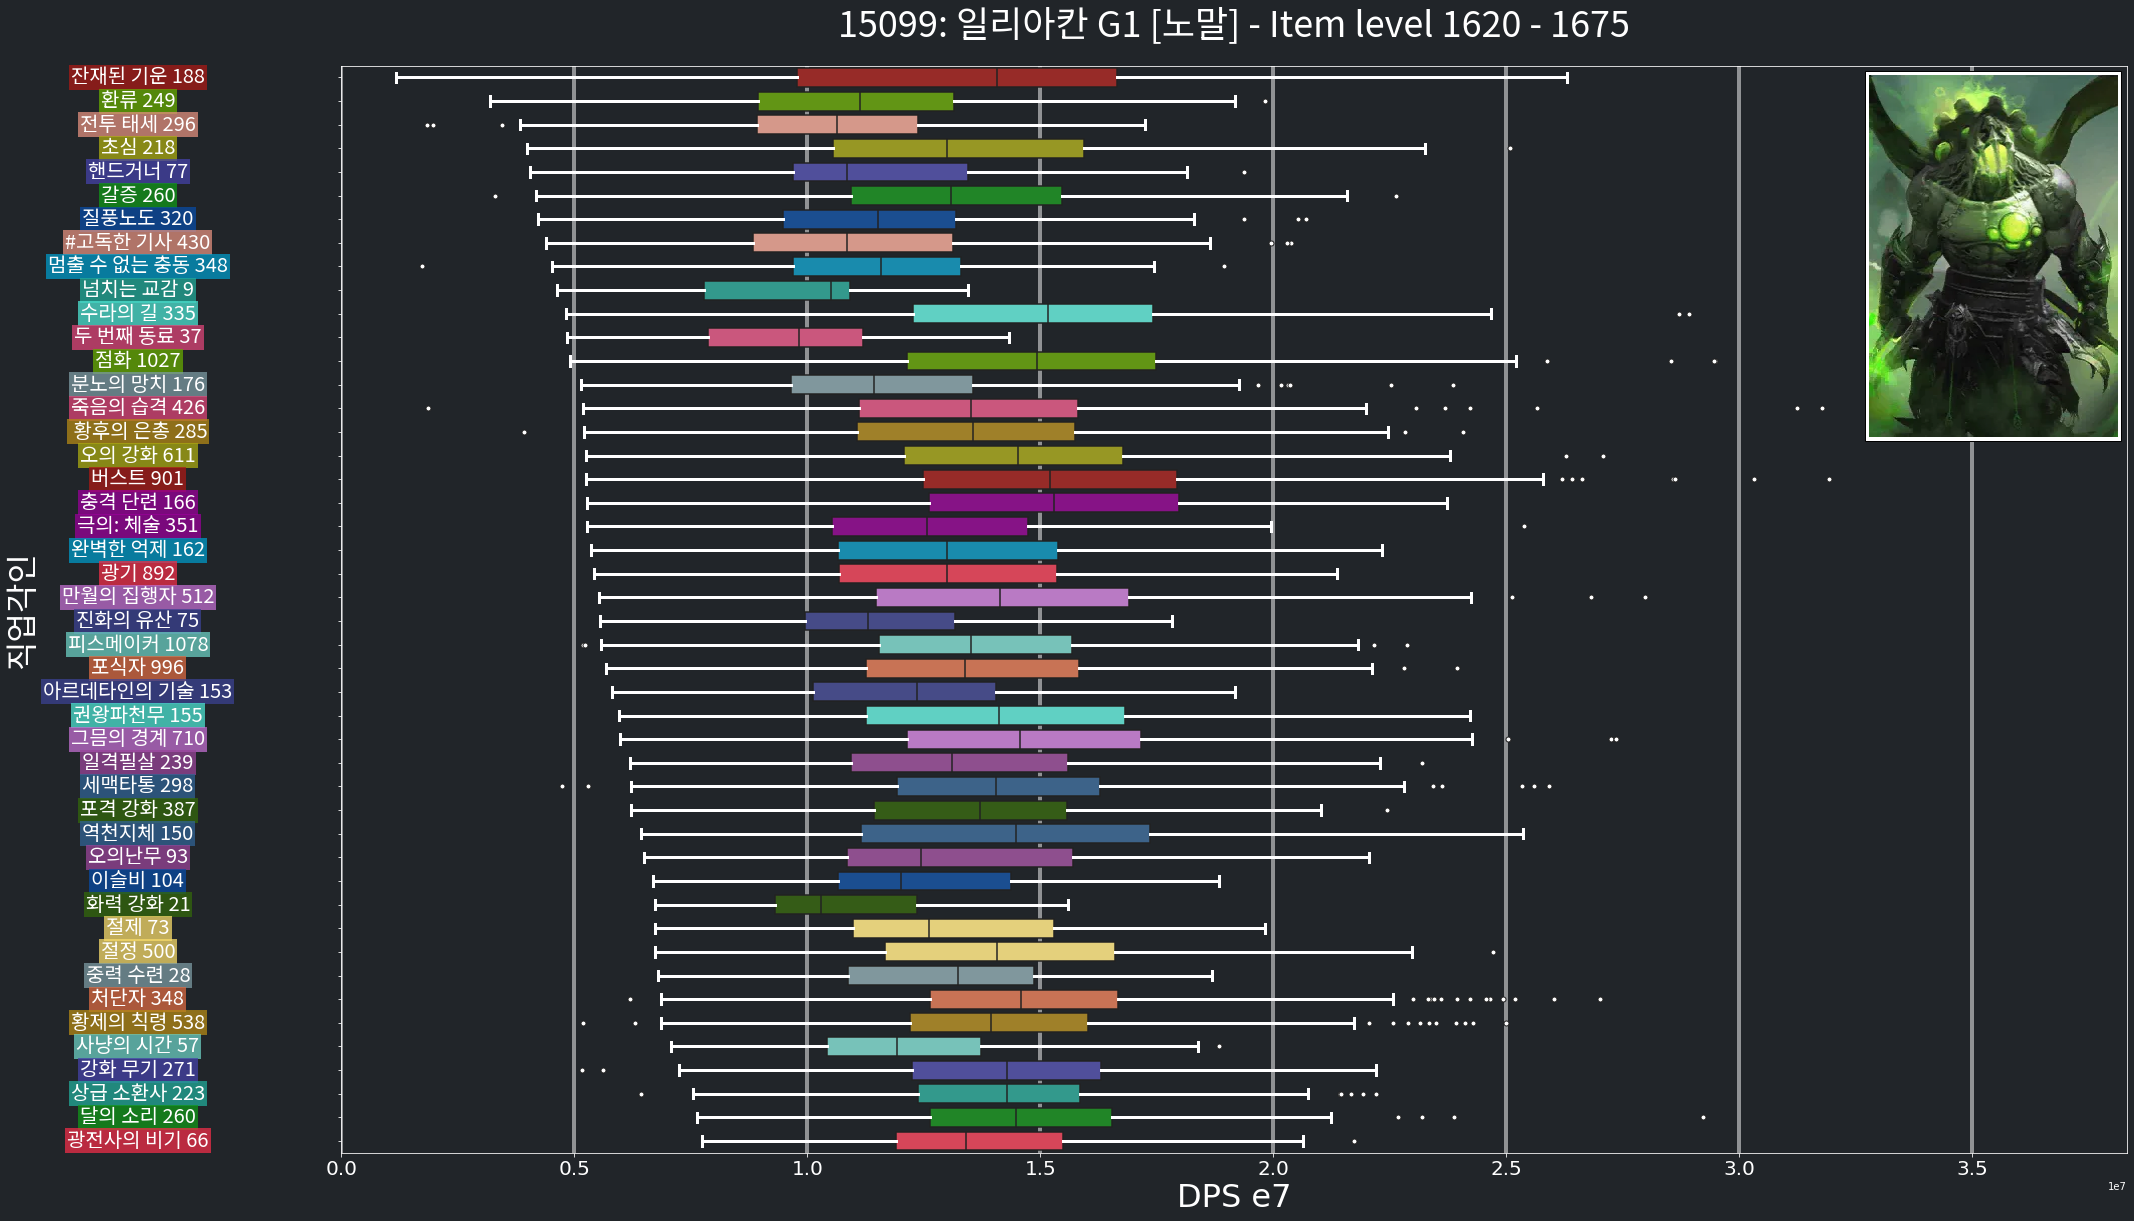 15099: 일리아칸 G1 [노말] - Item level 1620 - 1675
직업각인
잔재된 기운 188
환류 249
전투 태세 296
초심 218
핸드거너 77
갈증 260
질풍노도 320
#고독한 기사 430
멈출 수 없는 충동 348
넘치는 교감 9
수라의 길 335
두 번째 동료 37
점화 1027
분노의 망치 176
죽음의 습격 426
황후의 은총 285
오의 강화 611
버스트 901
충격 단련 166
극의: 체술 351
완벽한 억제 162
광기 892
만월의 집행자 512
진화의 유산 75
피스메이커 1078
포식자 996
아르데타인의 기술 153
권왕파천무 155
그믐의 경계 710
일격필살 239
세맥타통 298
포격 강화 387
역천지체 150
오의난무 93
이슬비 104
화력 강화 21
절제 73
절정 500
중력 수련 28
처단자 348
황제의 칙령 538
사냥의 시간 57
강화 무기 271
상급 소환사 223
달의 소리 260
광전사의 비기 66
0.0 0.5 1.0 1.5 2.0 2.5 3.0 3.5
1e7
DPS e7